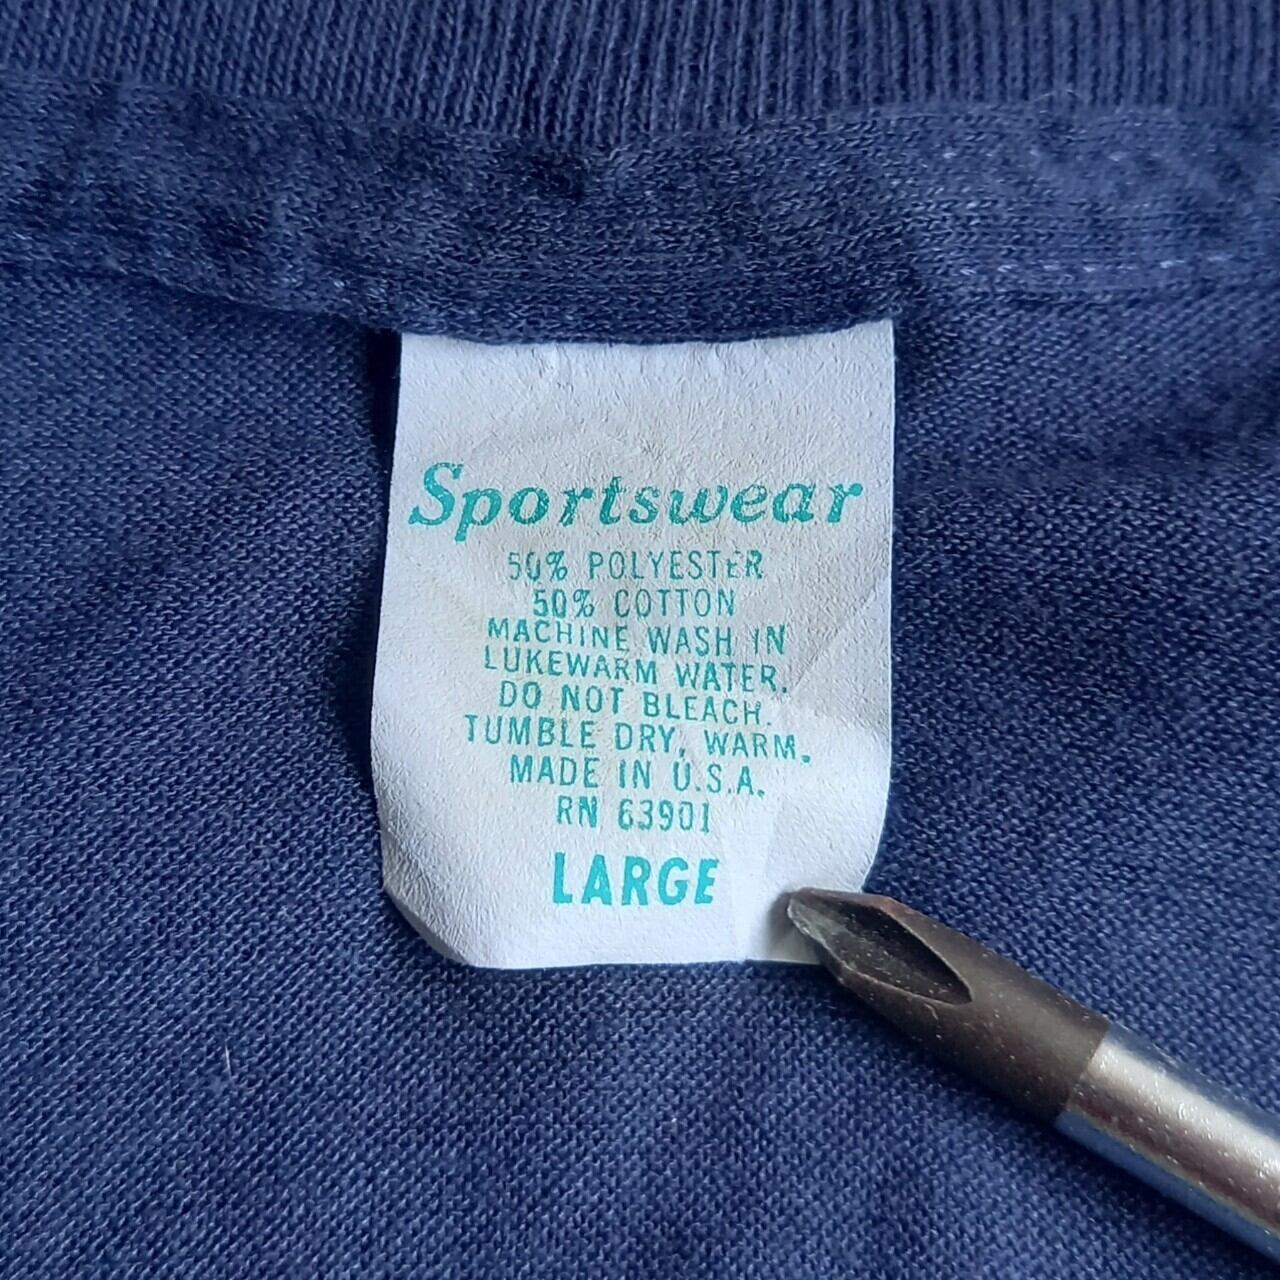 Sportswear
50% POLYESTER
50% COTTON
MACHINE WASH IN
LUKEWARM WATER.
DO NOT BLEACH.
TUMBLE DRY, WARM.
MADE IN U.S.A.
RN 63901
LARGE